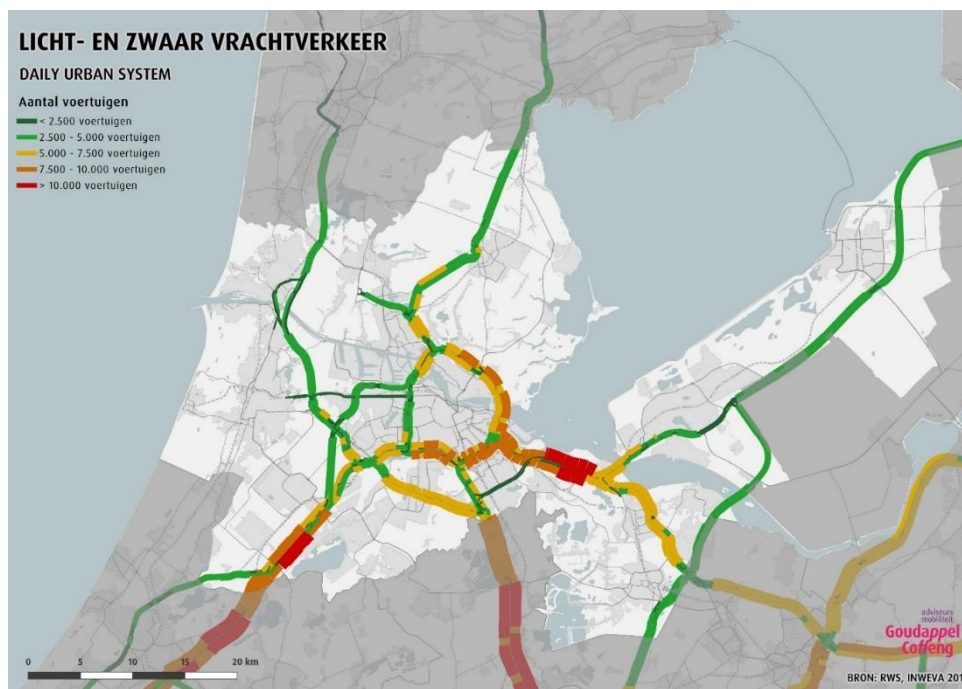 LICHT- EN ZWAAR VRACHTVERKEER
DAILY URBAN SYSTEM
Aantal voertuigen
< 2.500 voertuigen
2.500 - 5.000 voertuigen
5.000 - 7.500 voertuigen
7.500 - 10.000 voertuigen
> 10.000 voertuigen
0 5 10 15 20 km
adviseurs
mobiliteit
Goudappel
Coffeng
BRON: RWS, INWEVA 201